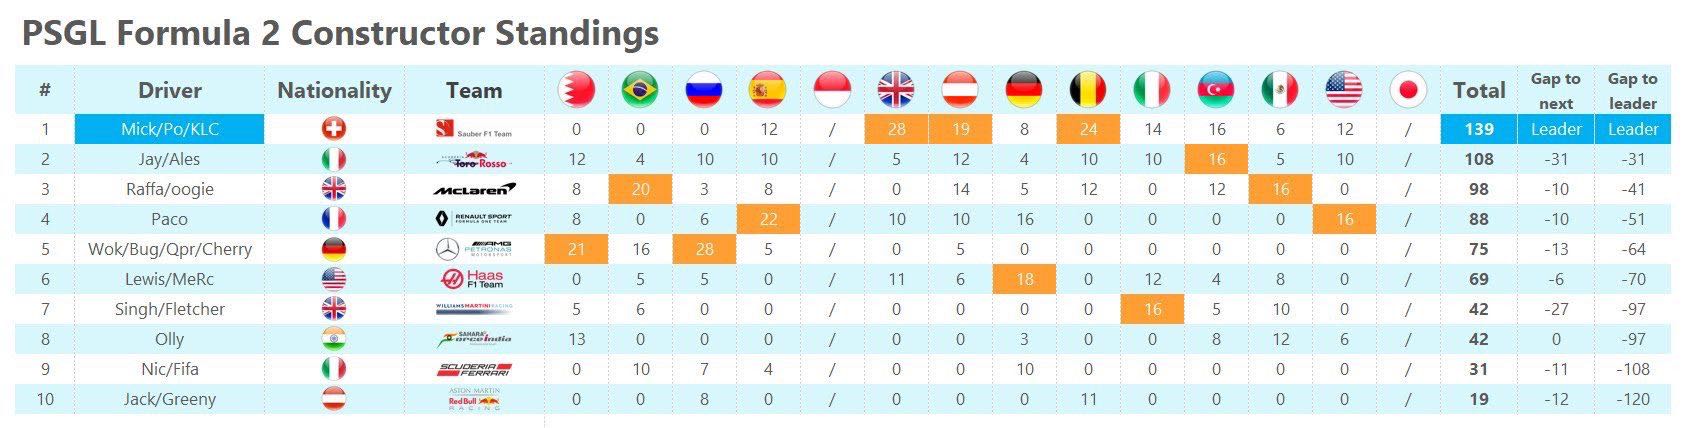 PSGL Formula 2 Constructor Standings
# Driver Nationality Team Total Gap to next Gap to leader
1 Mick/Po/KLC Sauber F1 Team 0 0 0 12 / 28 19 8 24 14 16 6 12 / 139 Leader Leader
2 Jay/Ales Scuderia Toro Rosso 12 4 10 10 / 5 12 4 10 10 16 5 10 / 108 -31 -31
3 Raffa/oogie McLaren 8 20 3 8 / 0 14 5 12 0 12 16 0 / 98 -10 -41
4 Paco RENAULT SPORT FORMULA ONE TEAM 8 0 6 22 / 10 10 16 0 0 0 0 16 / 88 -10 -51
5 Wok/Bug/Qpr/Cherry AMG PETRONAS MOTORSPORT 21 16 28 5 / 0 5 0 0 0 0 0 0 / 75 -13 -64
6 Lewis/MeRc Haas F1 Team 0 5 5 0 / 11 6 18 0 12 4 8 0 / 69 -6 -70
7 Singh/Fletcher WILLIAMS MARTINI RACING 5 6 0 0 / 0 0 0 0 16 5 10 0 / 42 -27 -97
8 Olly SAHARA Force India 13 0 0 0 / 0 0 3 0 0 8 12 6 / 42 0 -97
9 Nic/Fifa SCUDERIA FERRARI 0 10 7 4 / 0 0 10 0 0 0 0 0 / 31 -11 -108
10 Jack/Greeny ASTON MARTIN Red Bull RACING 0 0 8 0 / 0 0 0 11 0 0 0 0 / 19 -12 -120